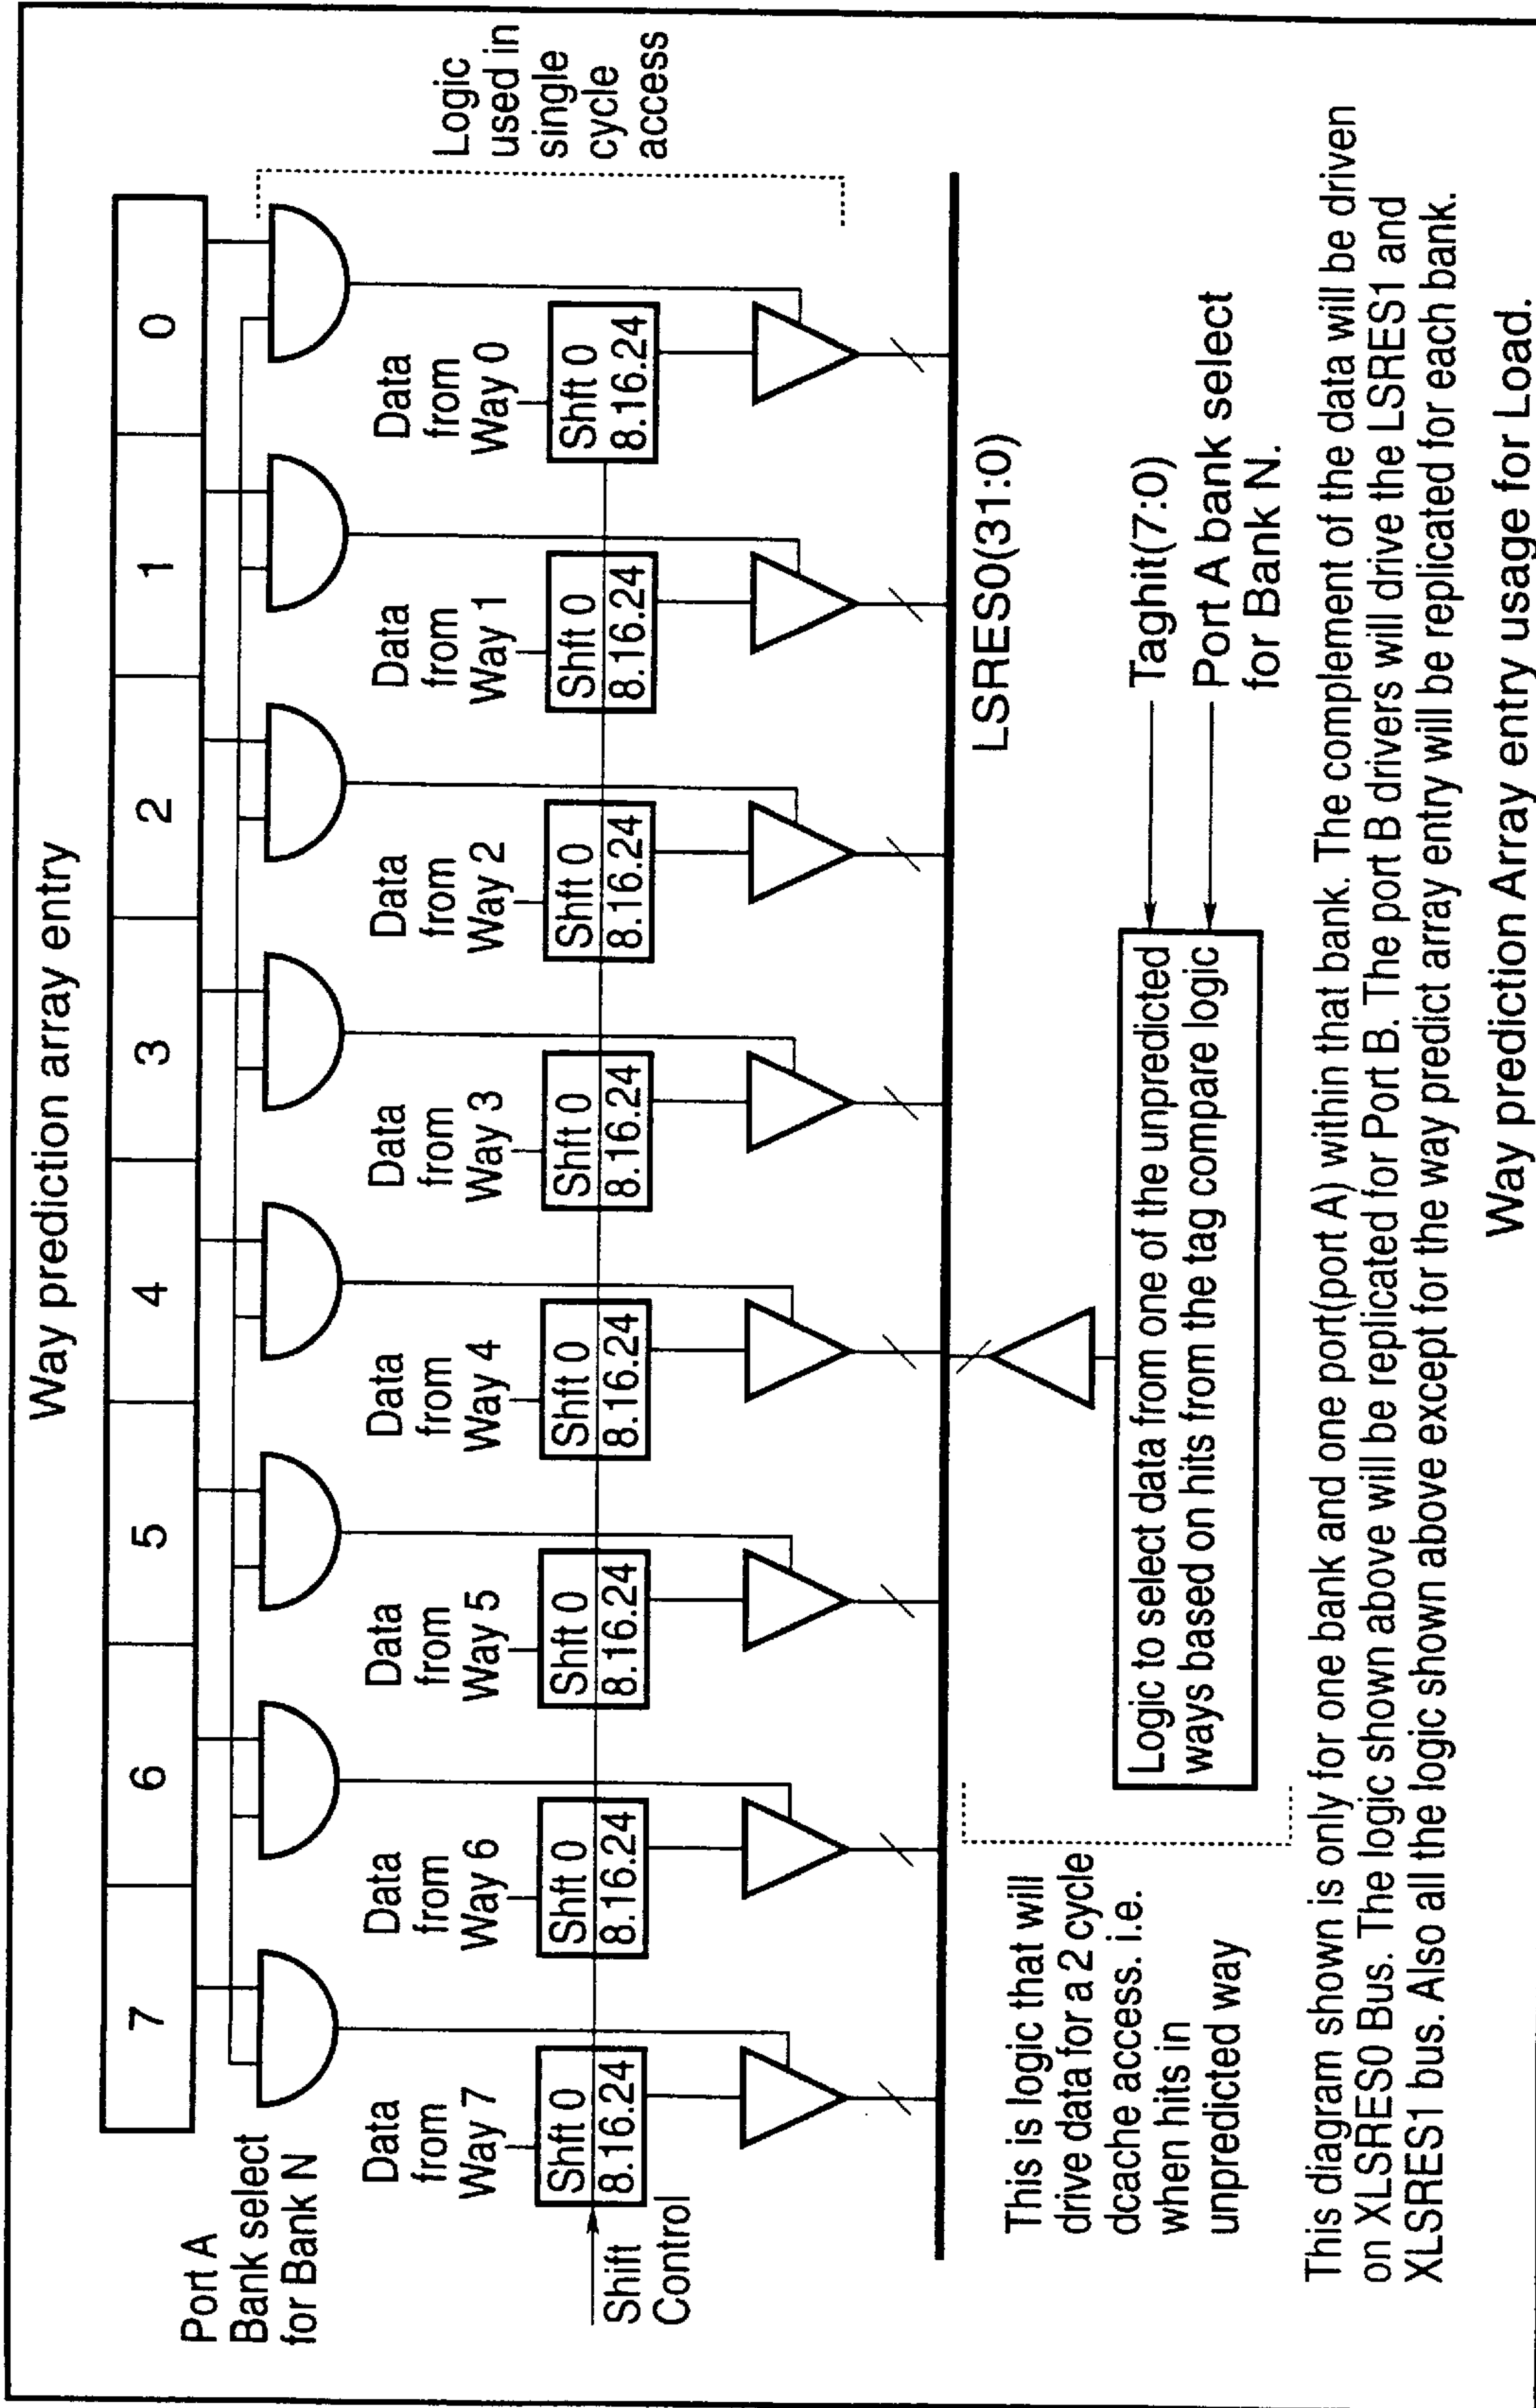 Way prediction array entry
7
6
5
4
3
2
1
0
Port A
Bank select
for Bank N
Logic
used in
single
cycle
access
Data
from
Way 7
Data
from
Way 6
Data
from
Way 5
Data
from
Way 4
Data
from
Way 3
Data
from
Way 2
Data
from
Way 1
Data
from
Way 0
Shft 0
8.16.24
Shft 0
8.16.24
Shft 0
8.16.24
Shft 0
8.16.24
Shft 0
8.16.24
Shft 0
8.16.24
Shft 0
8.16.24
Shft 0
8.16.24
Shift
Control
LSRES0(31:0)
This is logic that will
drive data for a 2 cycle
dcache access. i.e.
when hits in
unpredicted way
Logic to select data from one of the unpredicted
ways based on hits from the tag compare logic
Taghit(7:0)
Port A bank select
for Bank N.
This diagram shown is only for one bank and one port(port A) within that bank. The complement of the data will be driven
on XLSRES0 Bus. The logic shown above will be replicated for Port B. The port B drivers will drive the LSRES1 and
XLSRES1 bus. Also all the logic shown above except for the way predict array entry will be replicated for each bank.
Way prediction Array entry usage for Load.